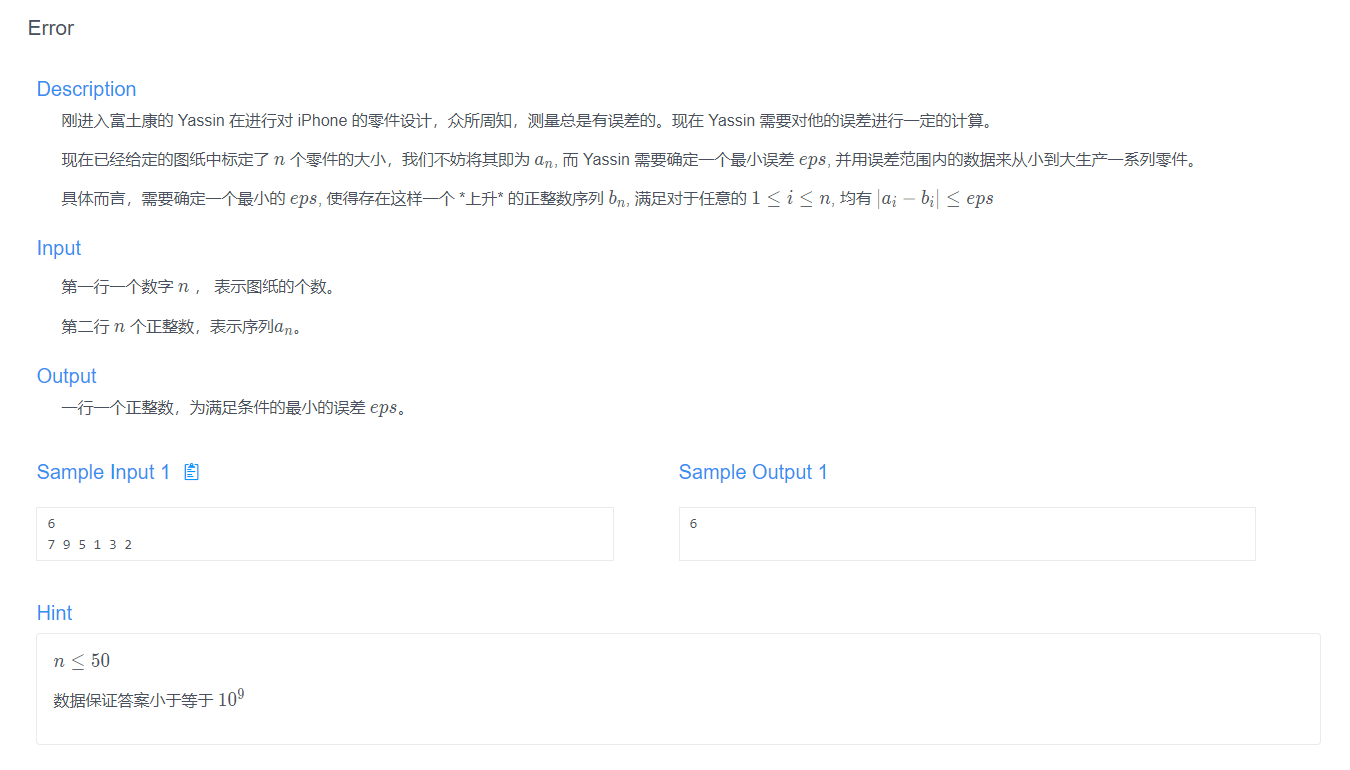 Error
Description
刚进入富土康的 Yassin 在进行对 iPhone 的零件设计，众所周知，测量总是有误差的。现在 Yassin 需要对他的误差进行一定的计算。
现在已经给定的图纸中标定了 n 个零件的大小，我们不妨将其即为 aₙ, 而 Yassin 需要确定一个最小误差 eps, 并用误差范围内的数据来从小到大生产一系列零件。
具体而言，需要确定一个最小的 eps, 使得存在这样一个 *上升* 的正整数序列 bₙ, 满足对于任意的 1 ≤ i ≤ n, 均有 |aᵢ − bᵢ| ≤ eps
Input
第一行一个数字 n ， 表示图纸的个数。
第二行 n 个正整数，表示序列aₙ。
Output
一行一个正整数，为满足条件的最小的误差 eps。
Sample Input 1
Sample Output 1
6
7 9 5 1 3 2
6
Hint
n ≤ 50
数据保证答案小于等于 10⁹